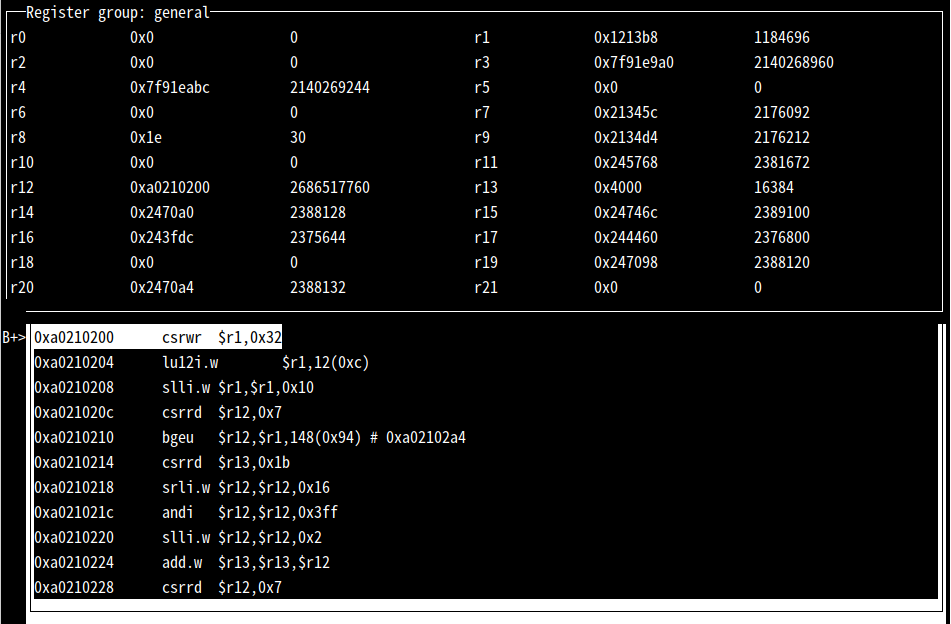 Register group: general
r0 0x0 0 r1 0x1213b8 1184696
r2 0x0 0 r3 0x7f91e9a0 2140268960
r4 0x7f91eabc 2140269244 r5 0x0 0
r6 0x0 0 r7 0x21345c 2176092
r8 0x1e 30 r9 0x2134d4 2176212
r10 0x0 0 r11 0x245768 2381672
r12 0xa0210200 2686517760 r13 0x4000 16384
r14 0x2470a0 2388128 r15 0x24746c 2389100
r16 0x243fdc 2375644 r17 0x244460 2376800
r18 0x0 0 r19 0x247098 2388120
r20 0x2470a4 2388132 r21 0x0 0
B+>0xa0210200 csrwr $r1,0x32
0xa0210204 lu12i.w $r1,12(0xc)
0xa0210208 slli.w $r1,$r1,0x10
0xa021020c csrrd $r12,0x7
0xa0210210 bgeu $r12,$r1,148(0x94) # 0xa02102a4
0xa0210214 csrrd $r13,0x1b
0xa0210218 srli.w $r12,$r12,0x16
0xa021021c andi $r12,$r12,0x3ff
0xa0210220 slli.w $r12,$r12,0x2
0xa0210224 add.w $r13,$r13,$r12
0xa0210228 csrrd $r12,0x7